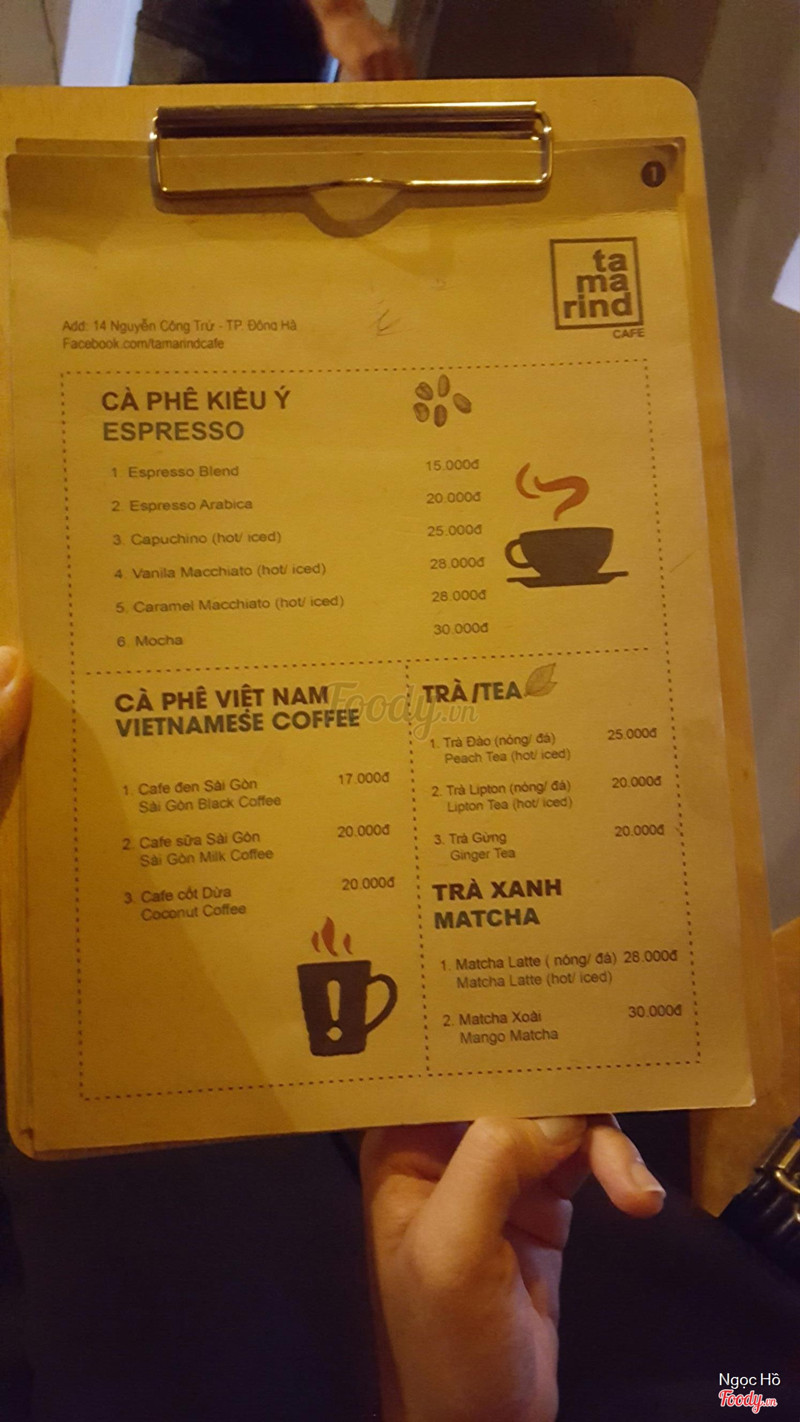 1
ta
ma
rind
CAFE
Add: 14 Nguyễn Công Trứ - TP. Đông Hà
Facebook.com/tamarindcafe
CÀ PHÊ KIỂU Ý
ESPRESSO
1. Espresso Blend 15.000đ
2. Espresso Arabica 20.000đ
3. Capuchino (hot/ iced) 25.000đ
4. Vanila Macchiato (hot/ iced) 28.000đ
5. Caramel Macchiato (hot/ iced) 28.000đ
6. Mocha 30.000đ
CÀ PHÊ VIỆT NAM
VIETNAMESE COFFEE
1. Cafe đen Sài Gòn 17.000đ
Sài Gòn Black Coffee
2. Cafe sữa Sài Gòn 20.000đ
Sài Gòn Milk Coffee
3. Cafe cốt Dừa 20.000đ
Coconut Coffee
TRÀ/TEA
1. Trà Đào (nóng/ đá) 25.000đ
Peach Tea (hot/ iced)
2. Trà Lipton (nóng/ đá) 20.000đ
Lipton Tea (hot/ iced)
3. Trà Gừng 20.000đ
Ginger Tea
TRÀ XANH
MATCHA
1. Matcha Latte ( nóng/ đá) 28.000đ
Matcha Latte (hot/ iced)
2. Matcha Xoài 30.000đ
Mango Matcha
Foody.vn
Ngọc Hồ
Foody.vn